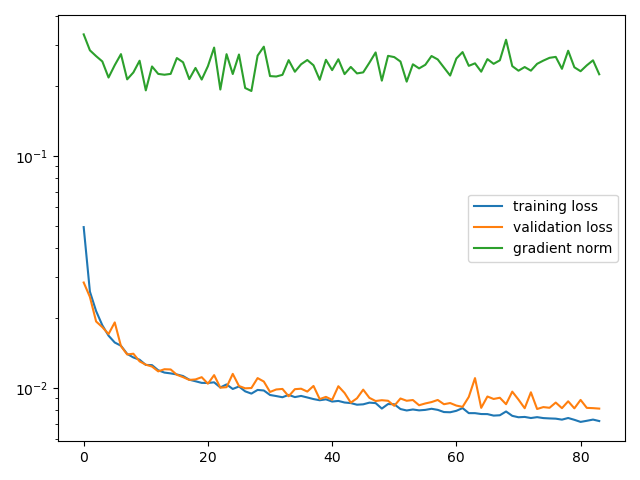 10⁻¹
10⁻²
training loss
validation loss
gradient norm
0 20 40 60 80